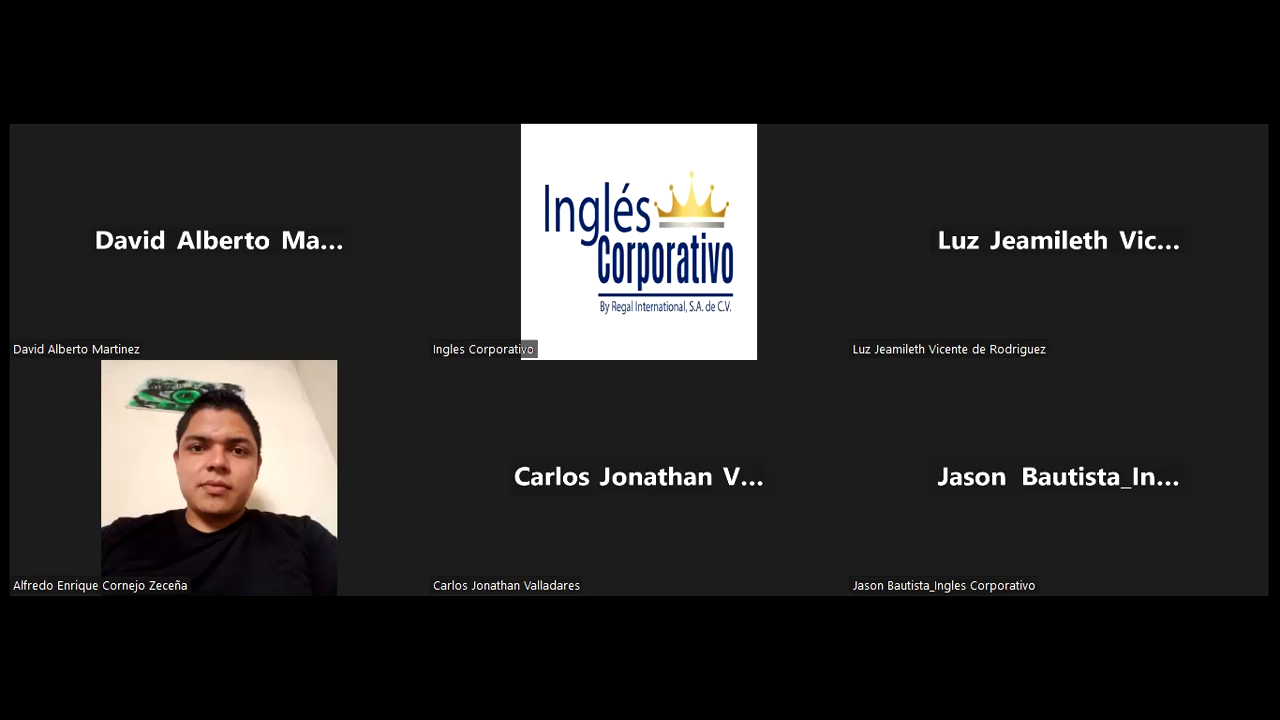 David Alberto Ma...
Inglés
Corporativo
By Regal International, S.A. de C.V.
Luz Jeamileth Vic...
David Alberto Martinez
Ingles Corporativo
Luz Jeamileth Vicente de Rodriguez
Carlos Jonathan V...
Jason Bautista_In...
Alfredo Enrique Cornejo Zeceña
Carlos Jonathan Valladares
Jason Bautista_Ingles Corporativo